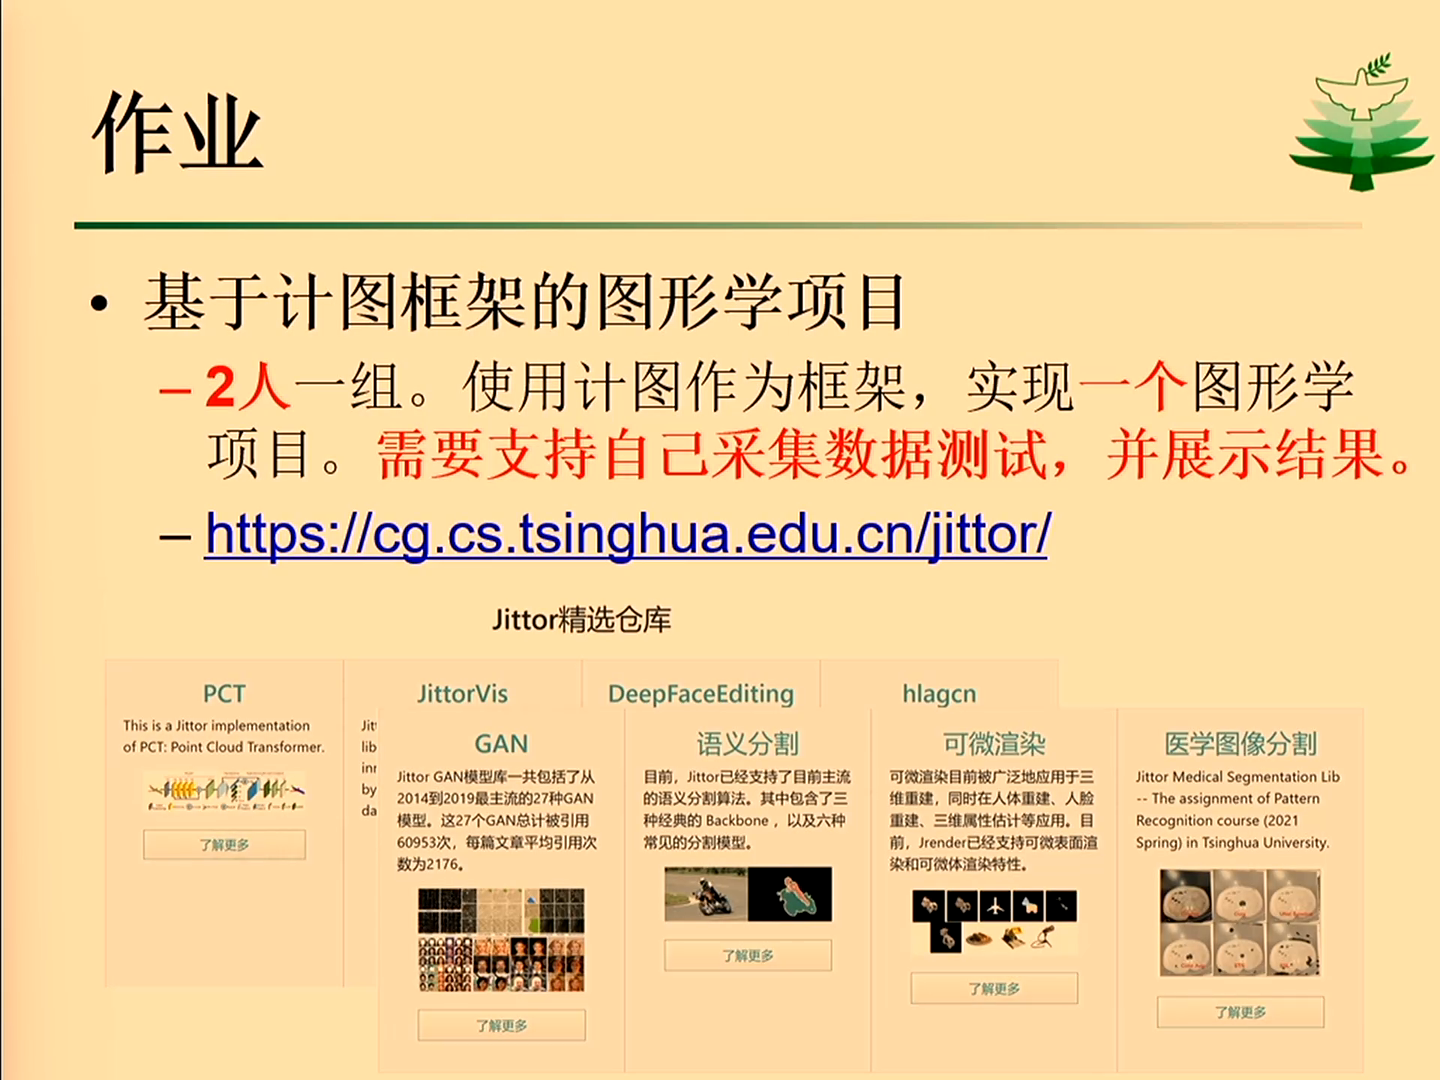 作业
• 基于计图框架的图形学项目
– 2人一组。使用计图作为框架，实现一个图形学
项目。需要支持自己采集数据测试，并展示结果。
– https://cg.cs.tsinghua.edu.cn/jittor/
Jittor精选仓库
PCT
This is a Jittor implementation
of PCT: Point Cloud Transformer.
了解更多
JittorVis
DeepFaceEditing
hlagcn
GAN
Jittor GAN模型库一共包括了从
2014到2019最主流的27种GAN
模型。这27个GAN总计被引用
60953次，每篇文章平均引用次
数为2176。
了解更多
语义分割
目前，Jittor已经支持了目前主流
的语义分割算法。其中包含了三
种经典的 Backbone ，以及六种
常见的分割模型。
了解更多
可微渲染
可微渲染目前被广泛地应用于三
维重建，同时在人体重建、人脸
重建、三维属性估计等应用。目
前，Jrender已经支持可微表面渲
染和可微体渲染特性。
了解更多
医学图像分割
Jittor Medical Segmentation Lib
-- The assignment of Pattern
Recognition course (2021
Spring) in Tsinghua University.
了解更多